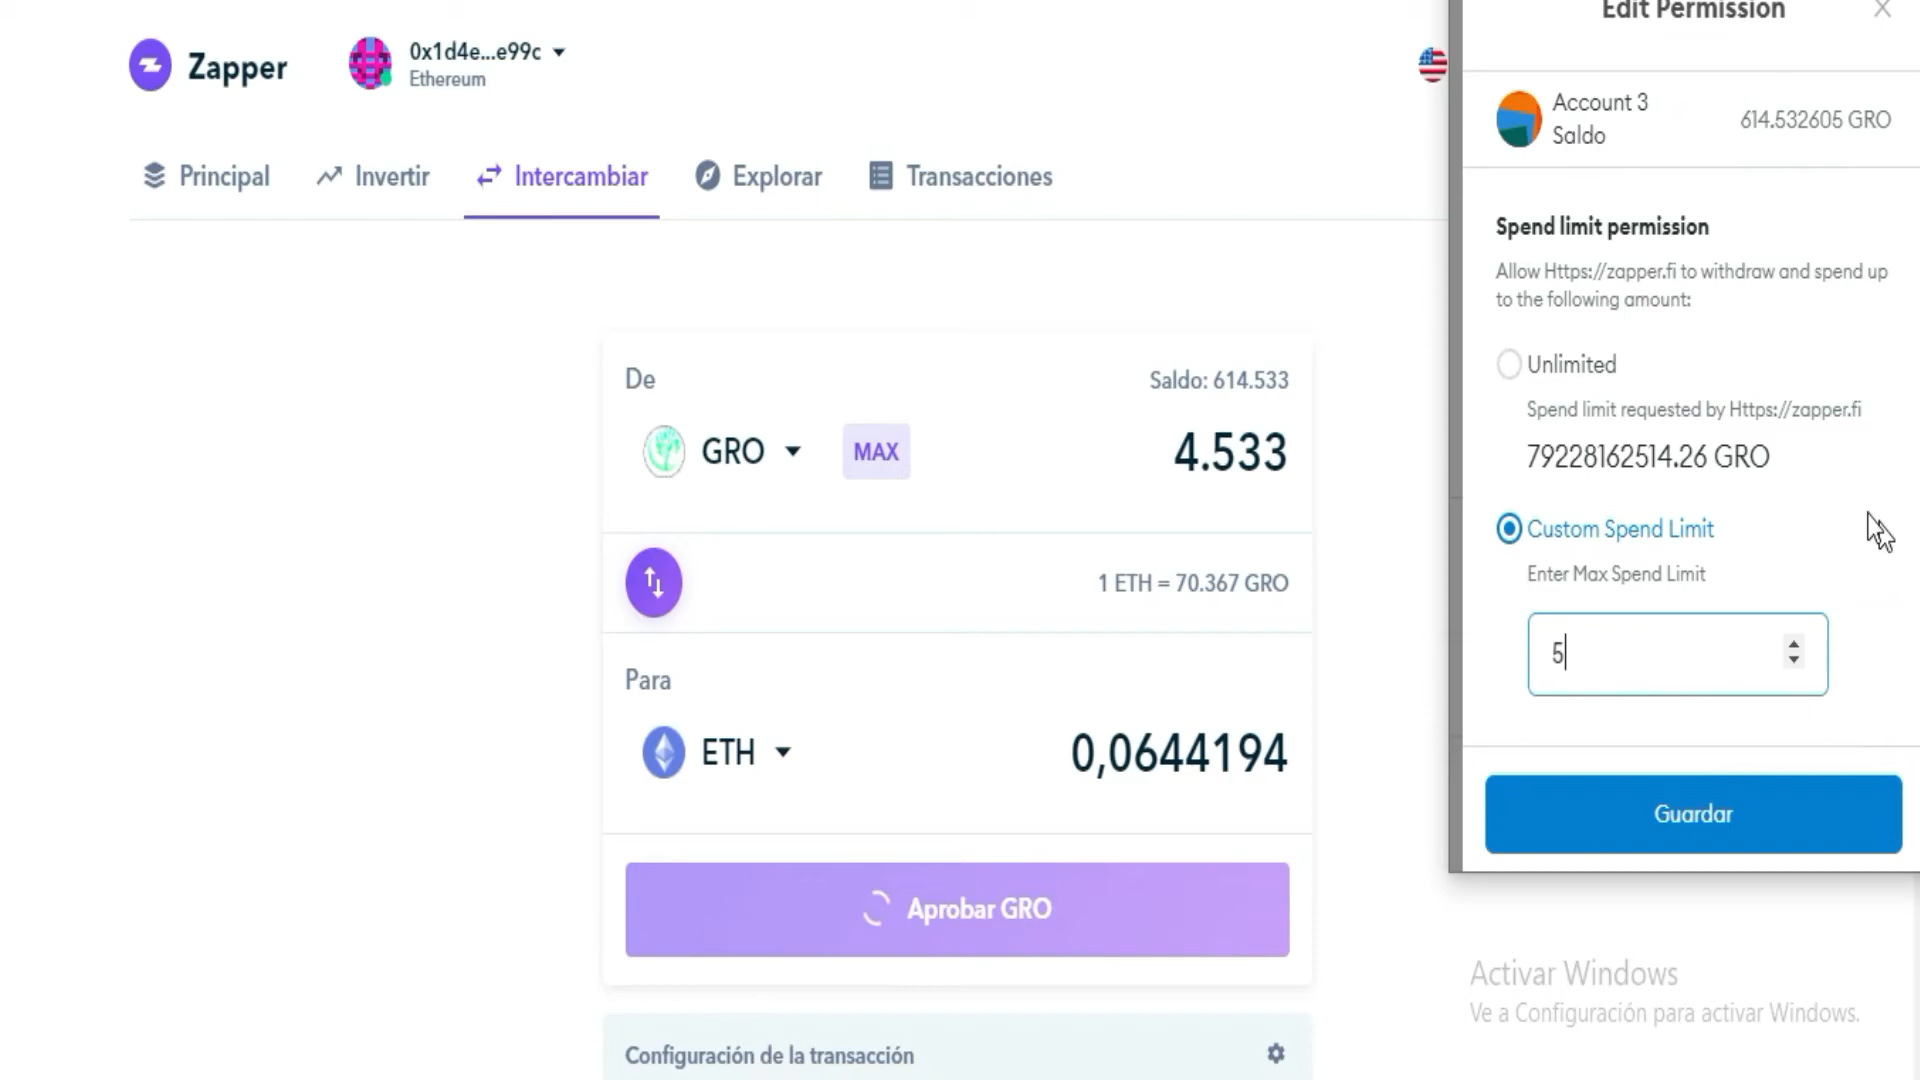 Zapper
0x1d4e...e99c
Ethereum
Principal
Invertir
Intercambiar
Explorar
Transacciones
De
Saldo: 614.533
GRO
MAX
4.533
1 ETH = 70.367 GRO
Para
ETH
0,0644194
Aprobar GRO
Configuración de la transacción
Edit Permission
Account 3
Saldo
614.532605 GRO
Spend limit permission
Allow Https://zapper.fi to withdraw and spend up
to the following amount:
Unlimited
Spend limit requested by Https://zapper.fi
79228162514.26 GRO
Custom Spend Limit
Enter Max Spend Limit
5
Guardar
Activar Windows
Ve a Configuración para activar Windows.